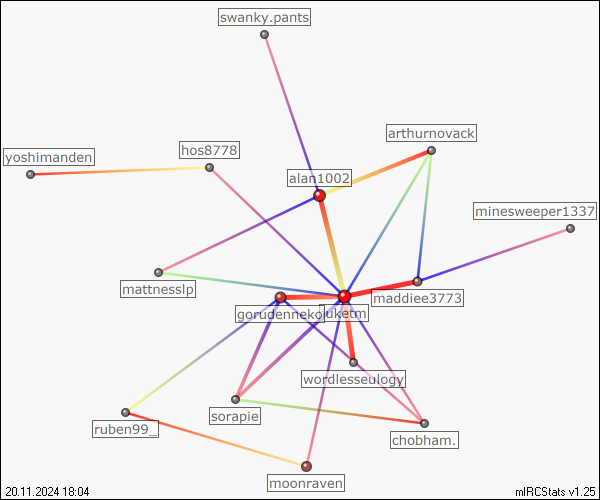 swanky.pants
arthurnovack
hos8778
yoshimanden
alan1002
minesweeper1337
mattnesslp
maddiee3773
gorudenneko
uketm
wordlesseulogy
sorapie
ruben99_
chobham.
moonraven
20.11.2024 18:04
mIRCStats v1.25